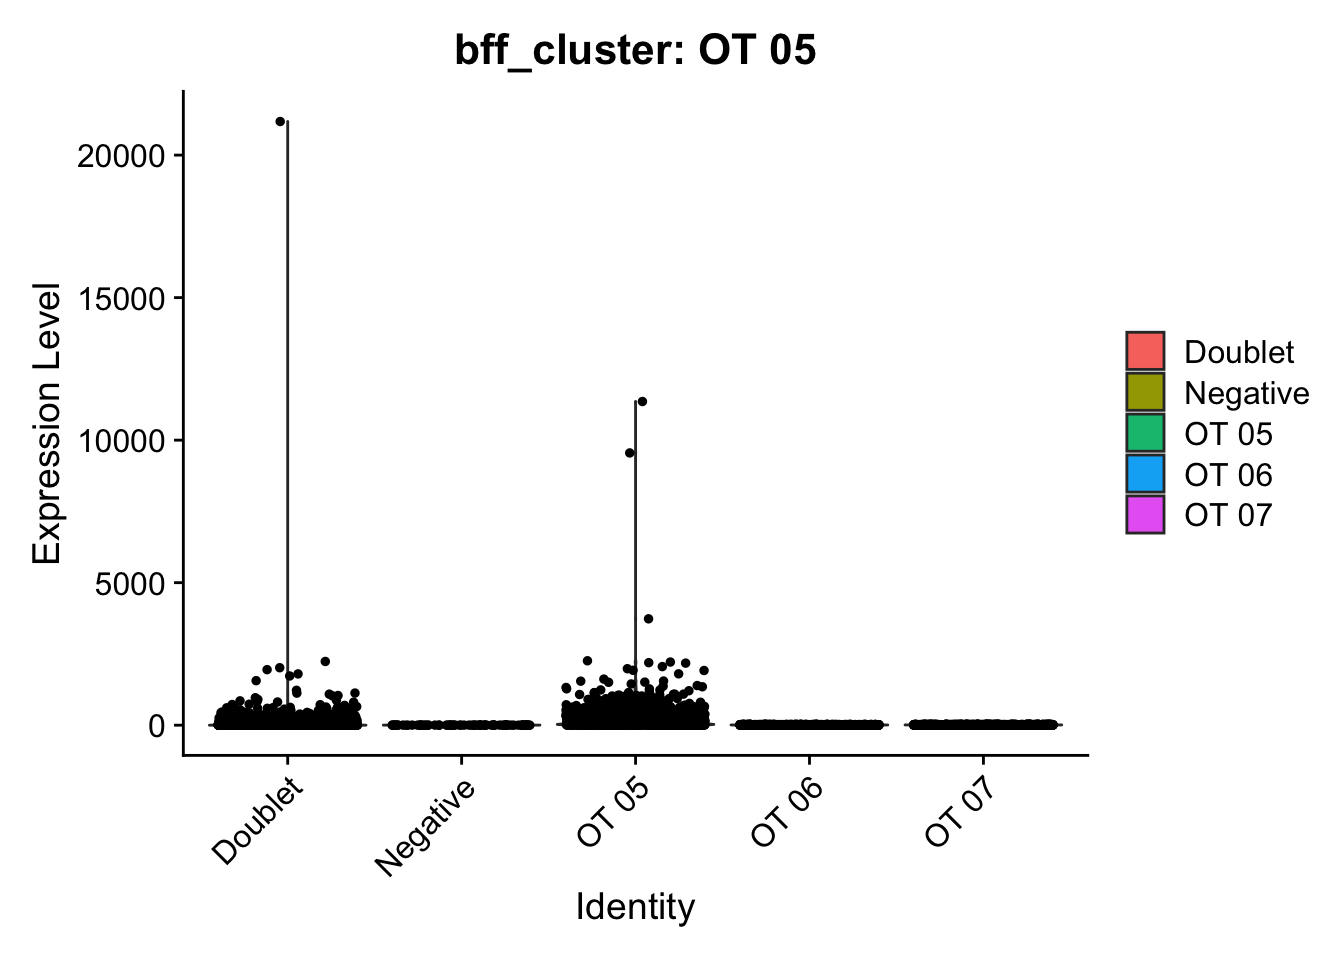 bff_cluster: OT 05
20000
15000
10000
5000
0
Expression Level
Doublet
Negative
OT 05
OT 06
OT 07
Identity
Doublet
Negative
OT 05
OT 06
OT 07